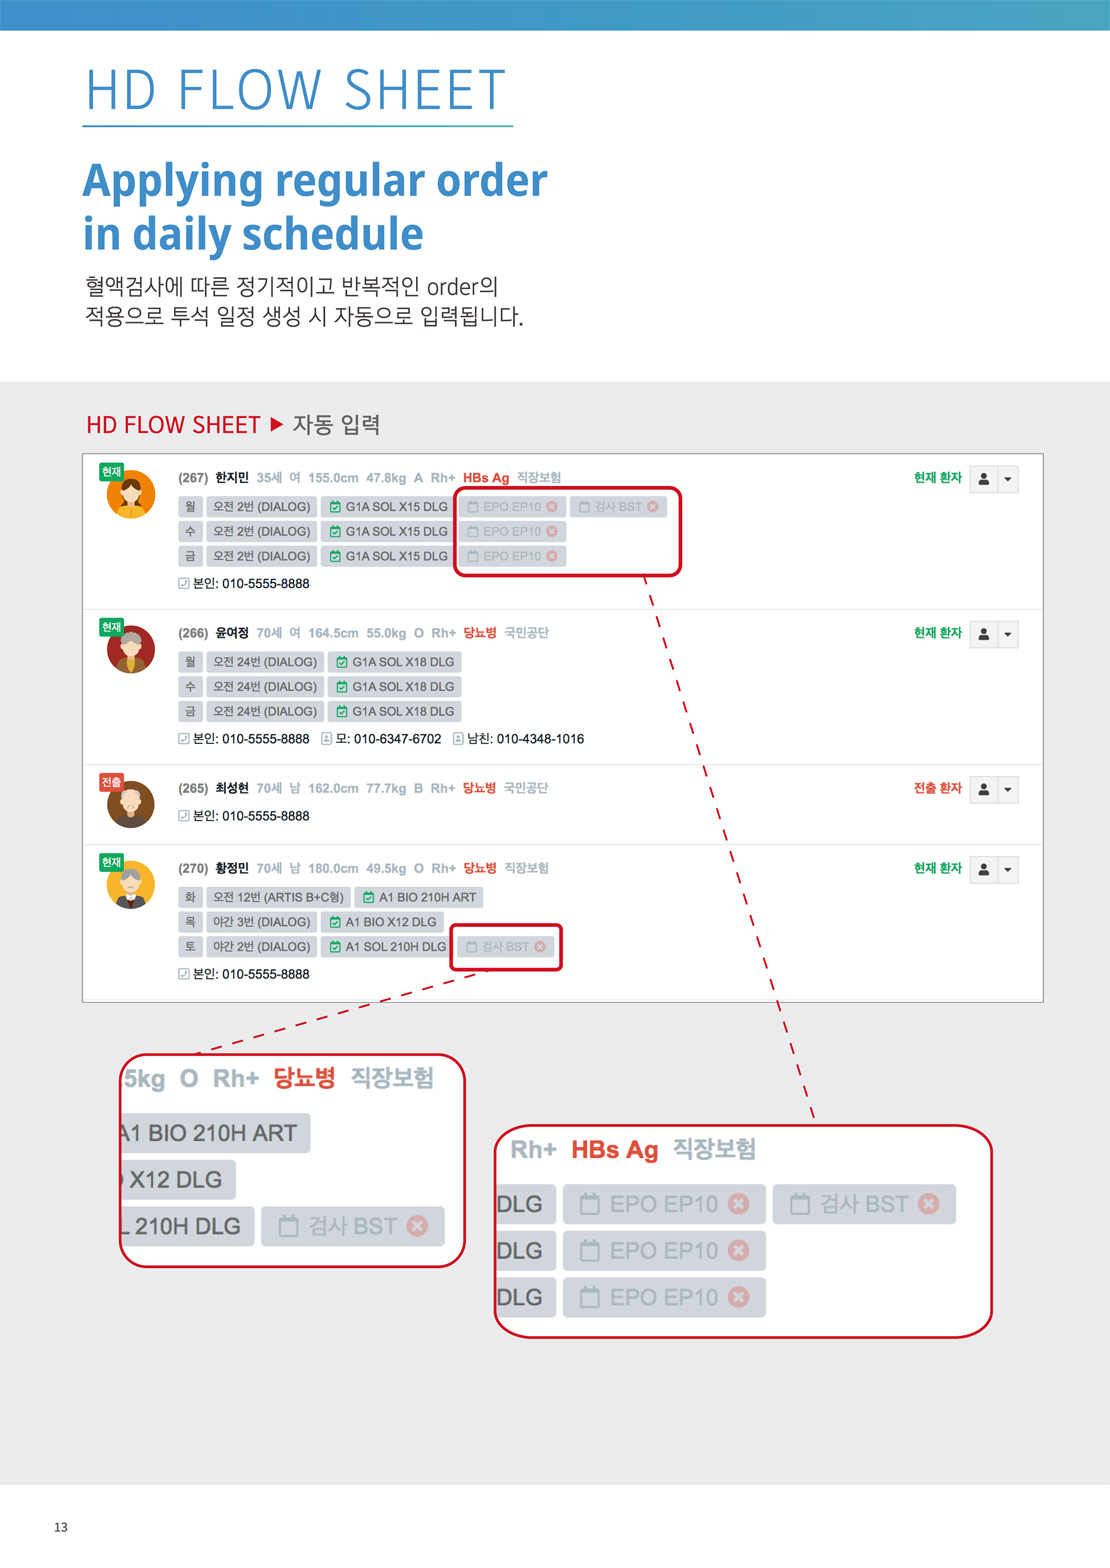 HD FLOW SHEET
Applying regular order
in daily schedule
혈액검사에 따른 정기적이고 반복적인 order의
적용으로 투석 일정 생성 시 자동으로 입력됩니다.
HD FLOW SHEET ▶ 자동 입력
현재
(267) 한지민 35세 여 155.0cm 47.8kg A Rh+ HBs Ag 직장보험 현재 환자
월 오전 2번 (DIALOG) G1A SOL X15 DLG EPO EP10 검사 BST
수 오전 2번 (DIALOG) G1A SOL X15 DLG EPO EP10
금 오전 2번 (DIALOG) G1A SOL X15 DLG EPO EP10
본인: 010-5555-8888
현재
(266) 윤여정 70세 여 164.5cm 55.0kg O Rh+ 당뇨병 국민공단 현재 환자
월 오전 24번 (DIALOG) G1A SOL X18 DLG
수 오전 24번 (DIALOG) G1A SOL X18 DLG
금 오전 24번 (DIALOG) G1A SOL X18 DLG
본인: 010-5555-8888 모: 010-6347-6702 남친: 010-4348-1016
전출
(265) 최성현 70세 남 162.0cm 77.7kg B Rh+ 당뇨병 국민공단 전출 환자
본인: 010-5555-8888
현재
(270) 황정민 70세 남 180.0cm 49.5kg O Rh+ 당뇨병 직장보험 현재 환자
화 오전 12번 (ARTIS B+C형) A1 BIO 210H ART
목 야간 3번 (DIALOG) A1 BIO X12 DLG
토 야간 2번 (DIALOG) A1 SOL 210H DLG 검사 BST
본인: 010-5555-8888
5kg O Rh+ 당뇨병 직장보험
A1 BIO 210H ART
X12 DLG
L 210H DLG 검사 BST
Rh+ HBs Ag 직장보험
DLG EPO EP10 검사 BST
DLG EPO EP10
DLG EPO EP10
13